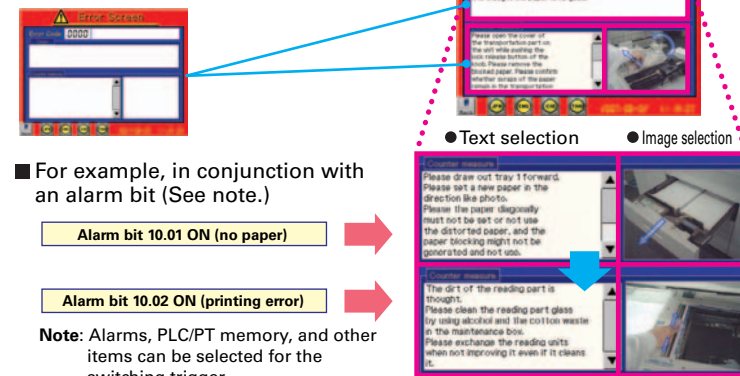 Error Screen
Error Code 0000
Please open the cover of
the transportation part on
the unit while pushing the
lock release button of the
knob. Please remove the
blocked paper. Please confirm
whether scraps of the paper
remain in the transportation
● Text selection
● Image selection
■ For example, in conjunction with
an alarm bit (See note.)
Alarm bit 10.01 ON (no paper)
Counter measure
Please draw out tray 1 forward.
Please set a new paper in the
direction like photo.
Please the paper diagonally
must not be set or not use
the distorted paper, and the
paper blocking might not be
generated and not use.
Alarm bit 10.02 ON (printing error)
Counter measure
The dirt of the reading part is
thought.
Please clean the reading part glass
by using alcohol and the cotton waste
in the maintenance box.
Please exchange the reading units
when not improving it even if it cleans
it.
Note: Alarms, PLC/PT memory, and other
items can be selected for the
switching trigger